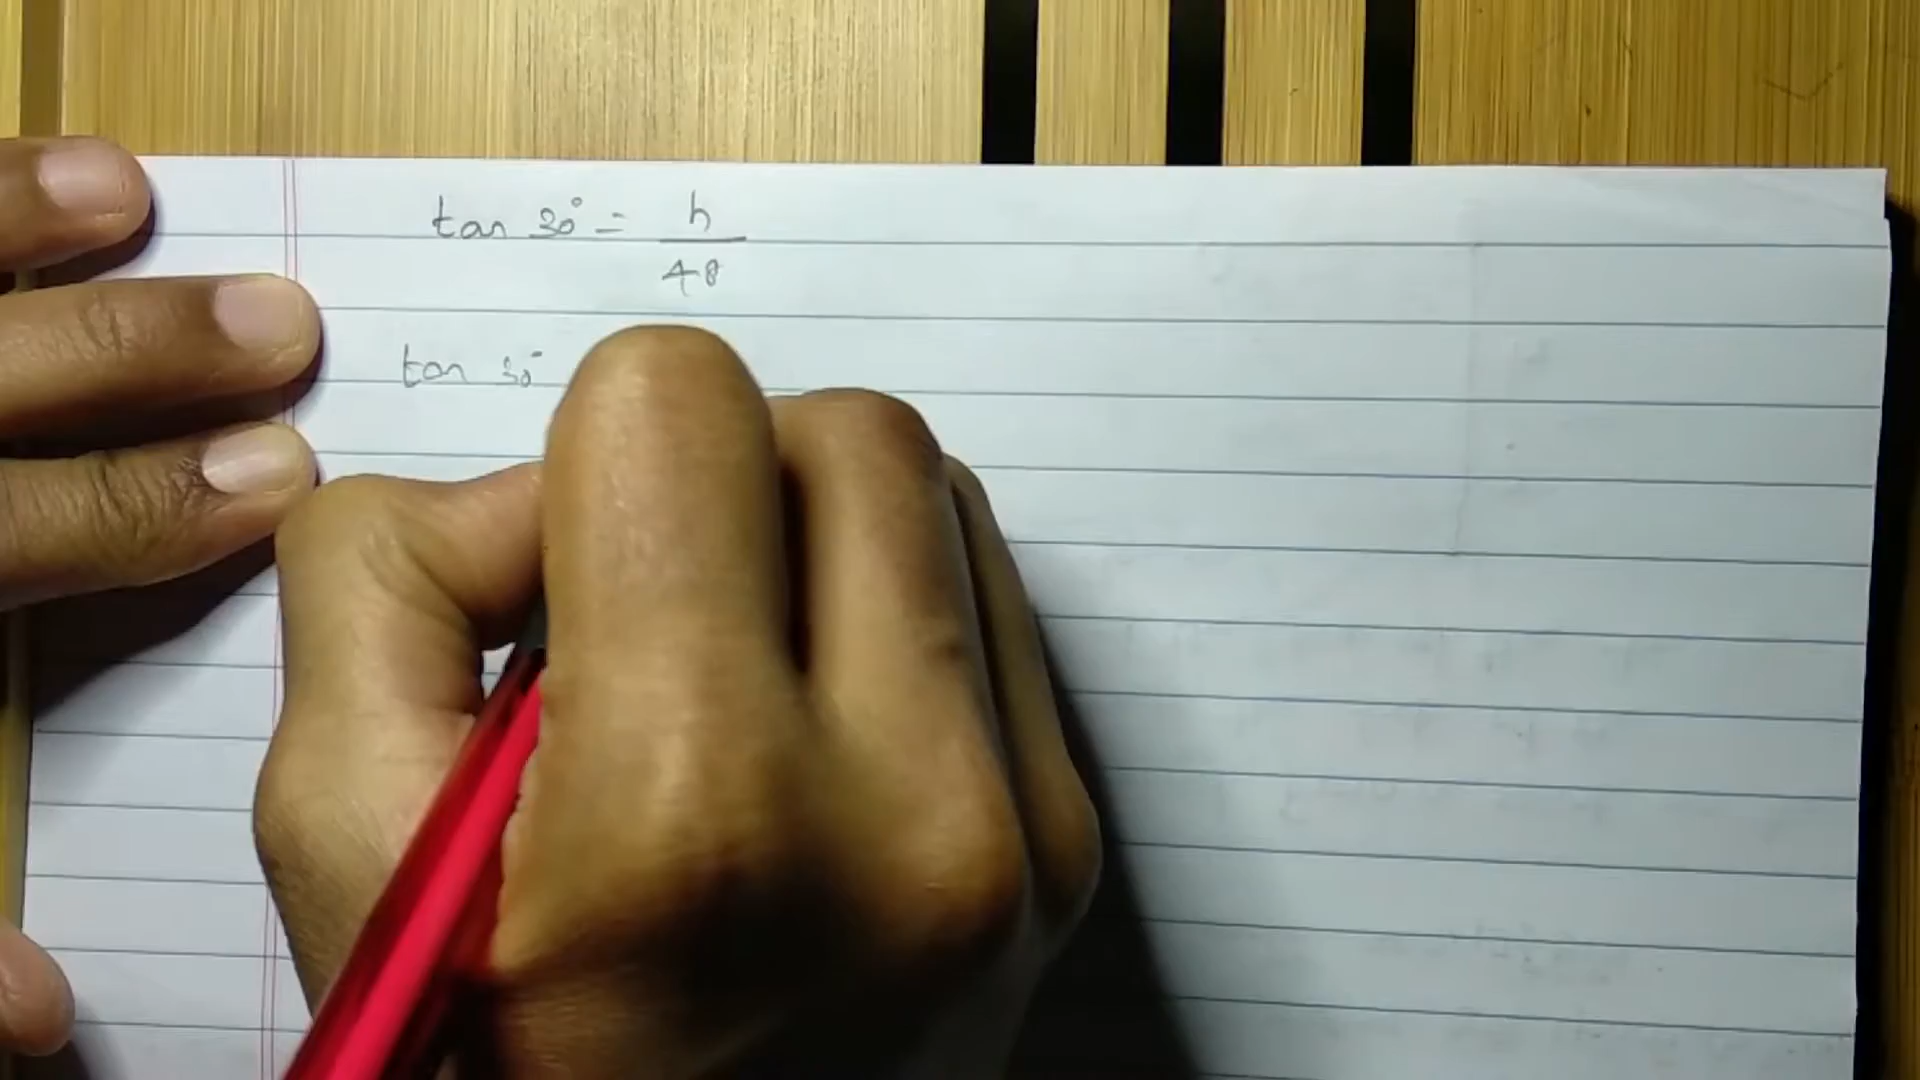 tan 30° = h/48
tan 30°